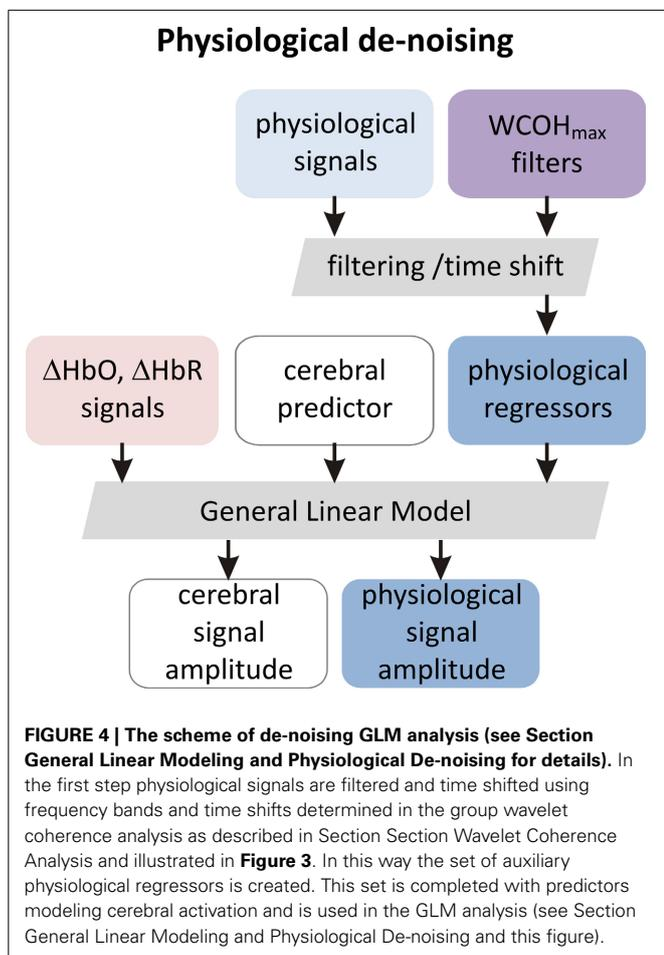 Physiological de-noising
physiological
signals
WCOHmax
filters
filtering /time shift
ΔHbO, ΔHbR
signals
cerebral
predictor
physiological
regressors
General Linear Model
cerebral
signal
amplitude
physiological
signal
amplitude
FIGURE 4 | The scheme of de-noising GLM analysis (see Section
General Linear Modeling and Physiological De-noising for details). In
the first step physiological signals are filtered and time shifted using
frequency bands and time shifts determined in the group wavelet
coherence analysis as described in Section Section Wavelet Coherence
Analysis and illustrated in Figure 3. In this way the set of auxiliary
physiological regressors is created. This set is completed with predictors
modeling cerebral activation and is used in the GLM analysis (see Section
General Linear Modeling and Physiological De-noising and this figure).